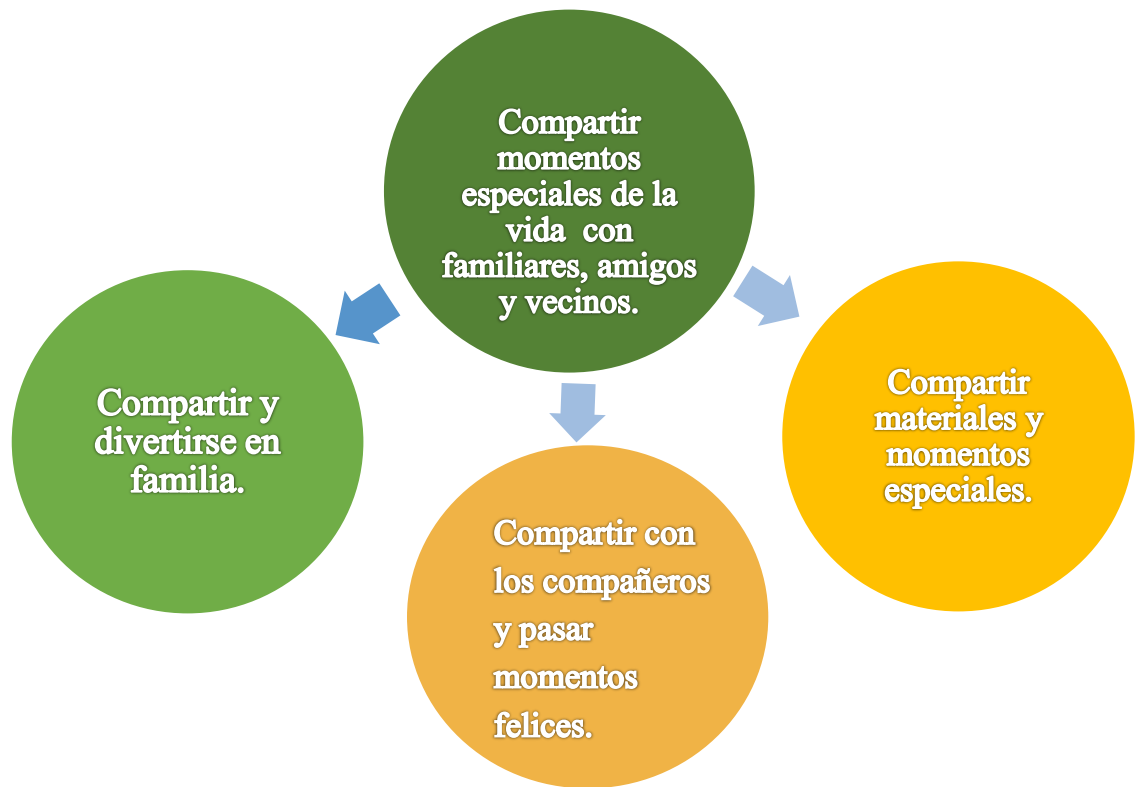 Compartir
momentos
especiales de la
vida  con
familiares, amigos
y vecinos.
Compartir y
divertirse en
familia.
Compartir con
los compañeros
y pasar
momentos
felices.
Compartir
materiales y
momentos
especiales.